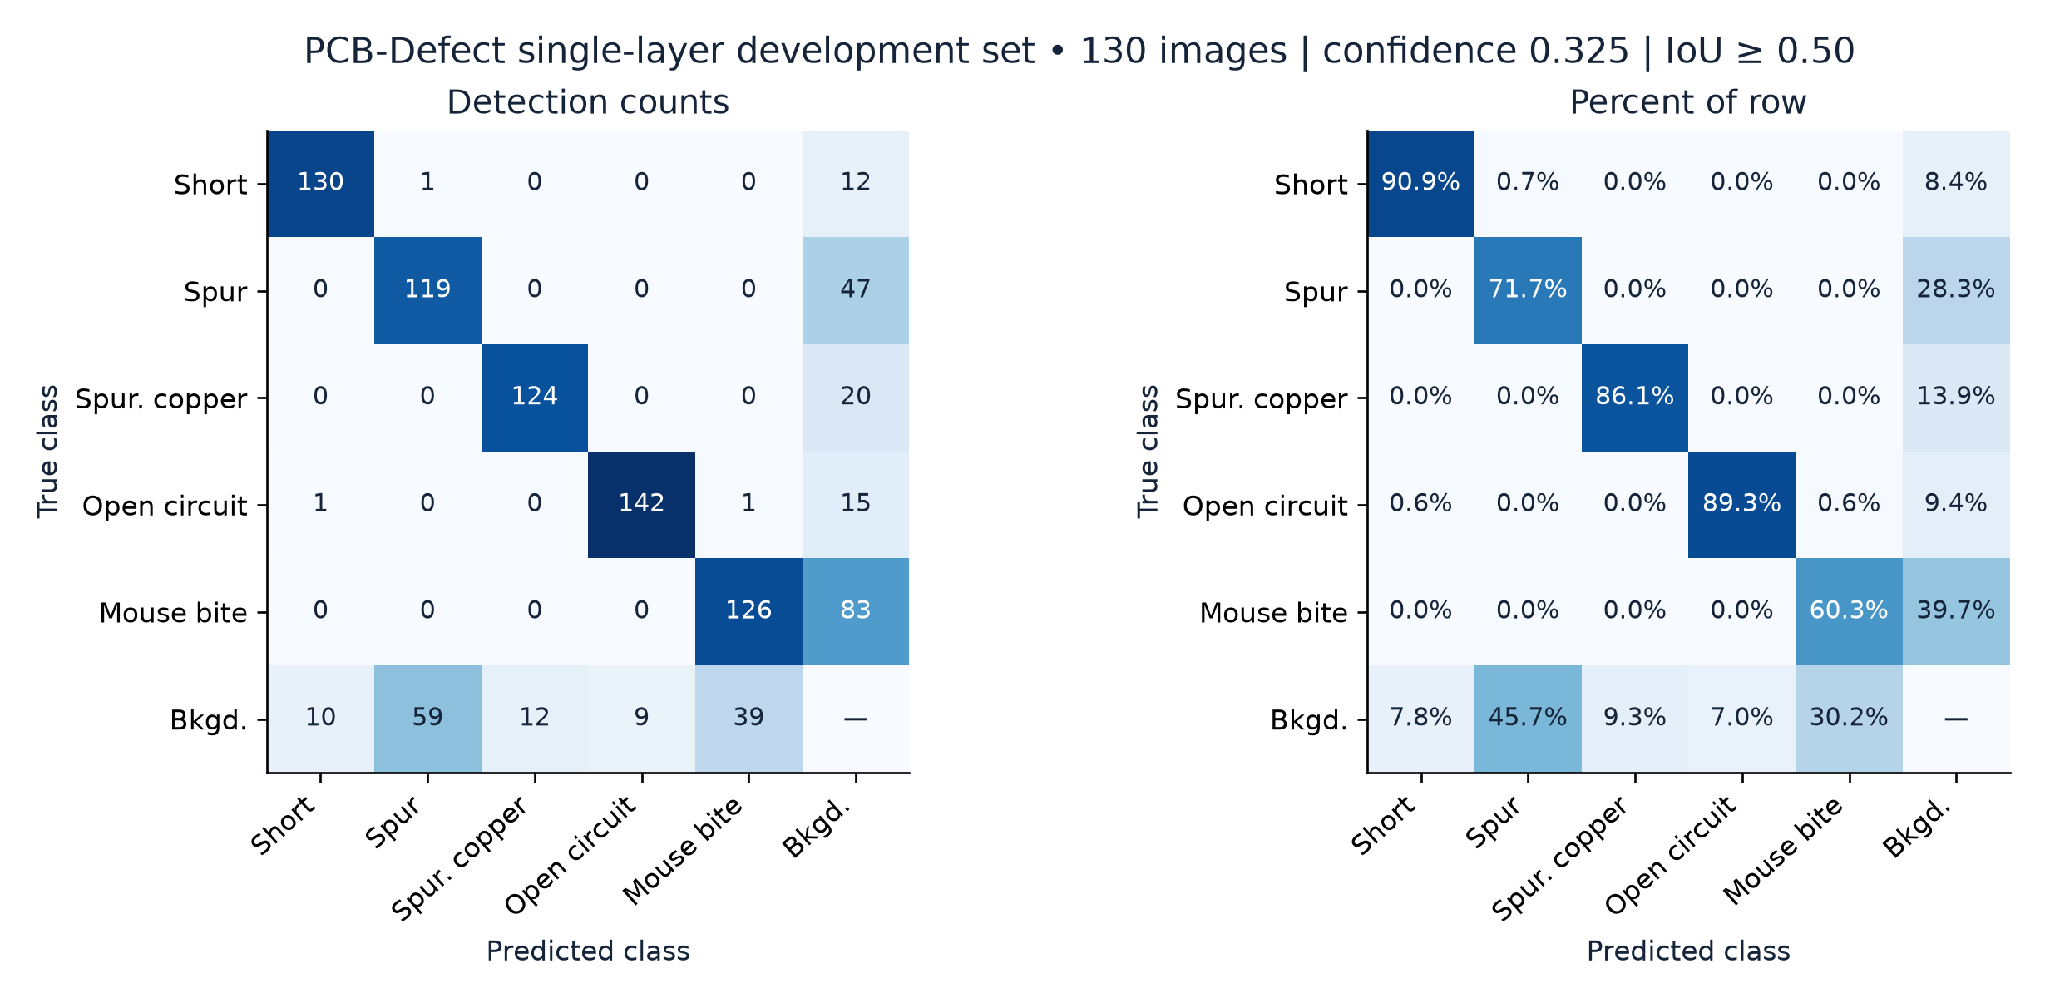 PCB-Defect single-layer development set • 130 images | confidence 0.325 | IoU ≥ 0.50
Detection counts
True class
Short 130 1 0 0 0 12
Spur 0 119 0 0 0 47
Spur. copper 0 0 124 0 0 20
Open circuit 1 0 0 142 1 15
Mouse bite 0 0 0 0 126 83
Bkgd. 10 59 12 9 39 —
Short Spur Spur. copper Open circuit Mouse bite Bkgd.
Predicted class
Percent of row
True class
Short 90.9% 0.7% 0.0% 0.0% 0.0% 8.4%
Spur 0.0% 71.7% 0.0% 0.0% 0.0% 28.3%
Spur. copper 0.0% 0.0% 86.1% 0.0% 0.0% 13.9%
Open circuit 0.6% 0.0% 0.0% 89.3% 0.6% 9.4%
Mouse bite 0.0% 0.0% 0.0% 0.0% 60.3% 39.7%
Bkgd. 7.8% 45.7% 9.3% 7.0% 30.2% —
Short Spur Spur. copper Open circuit Mouse bite Bkgd.
Predicted class